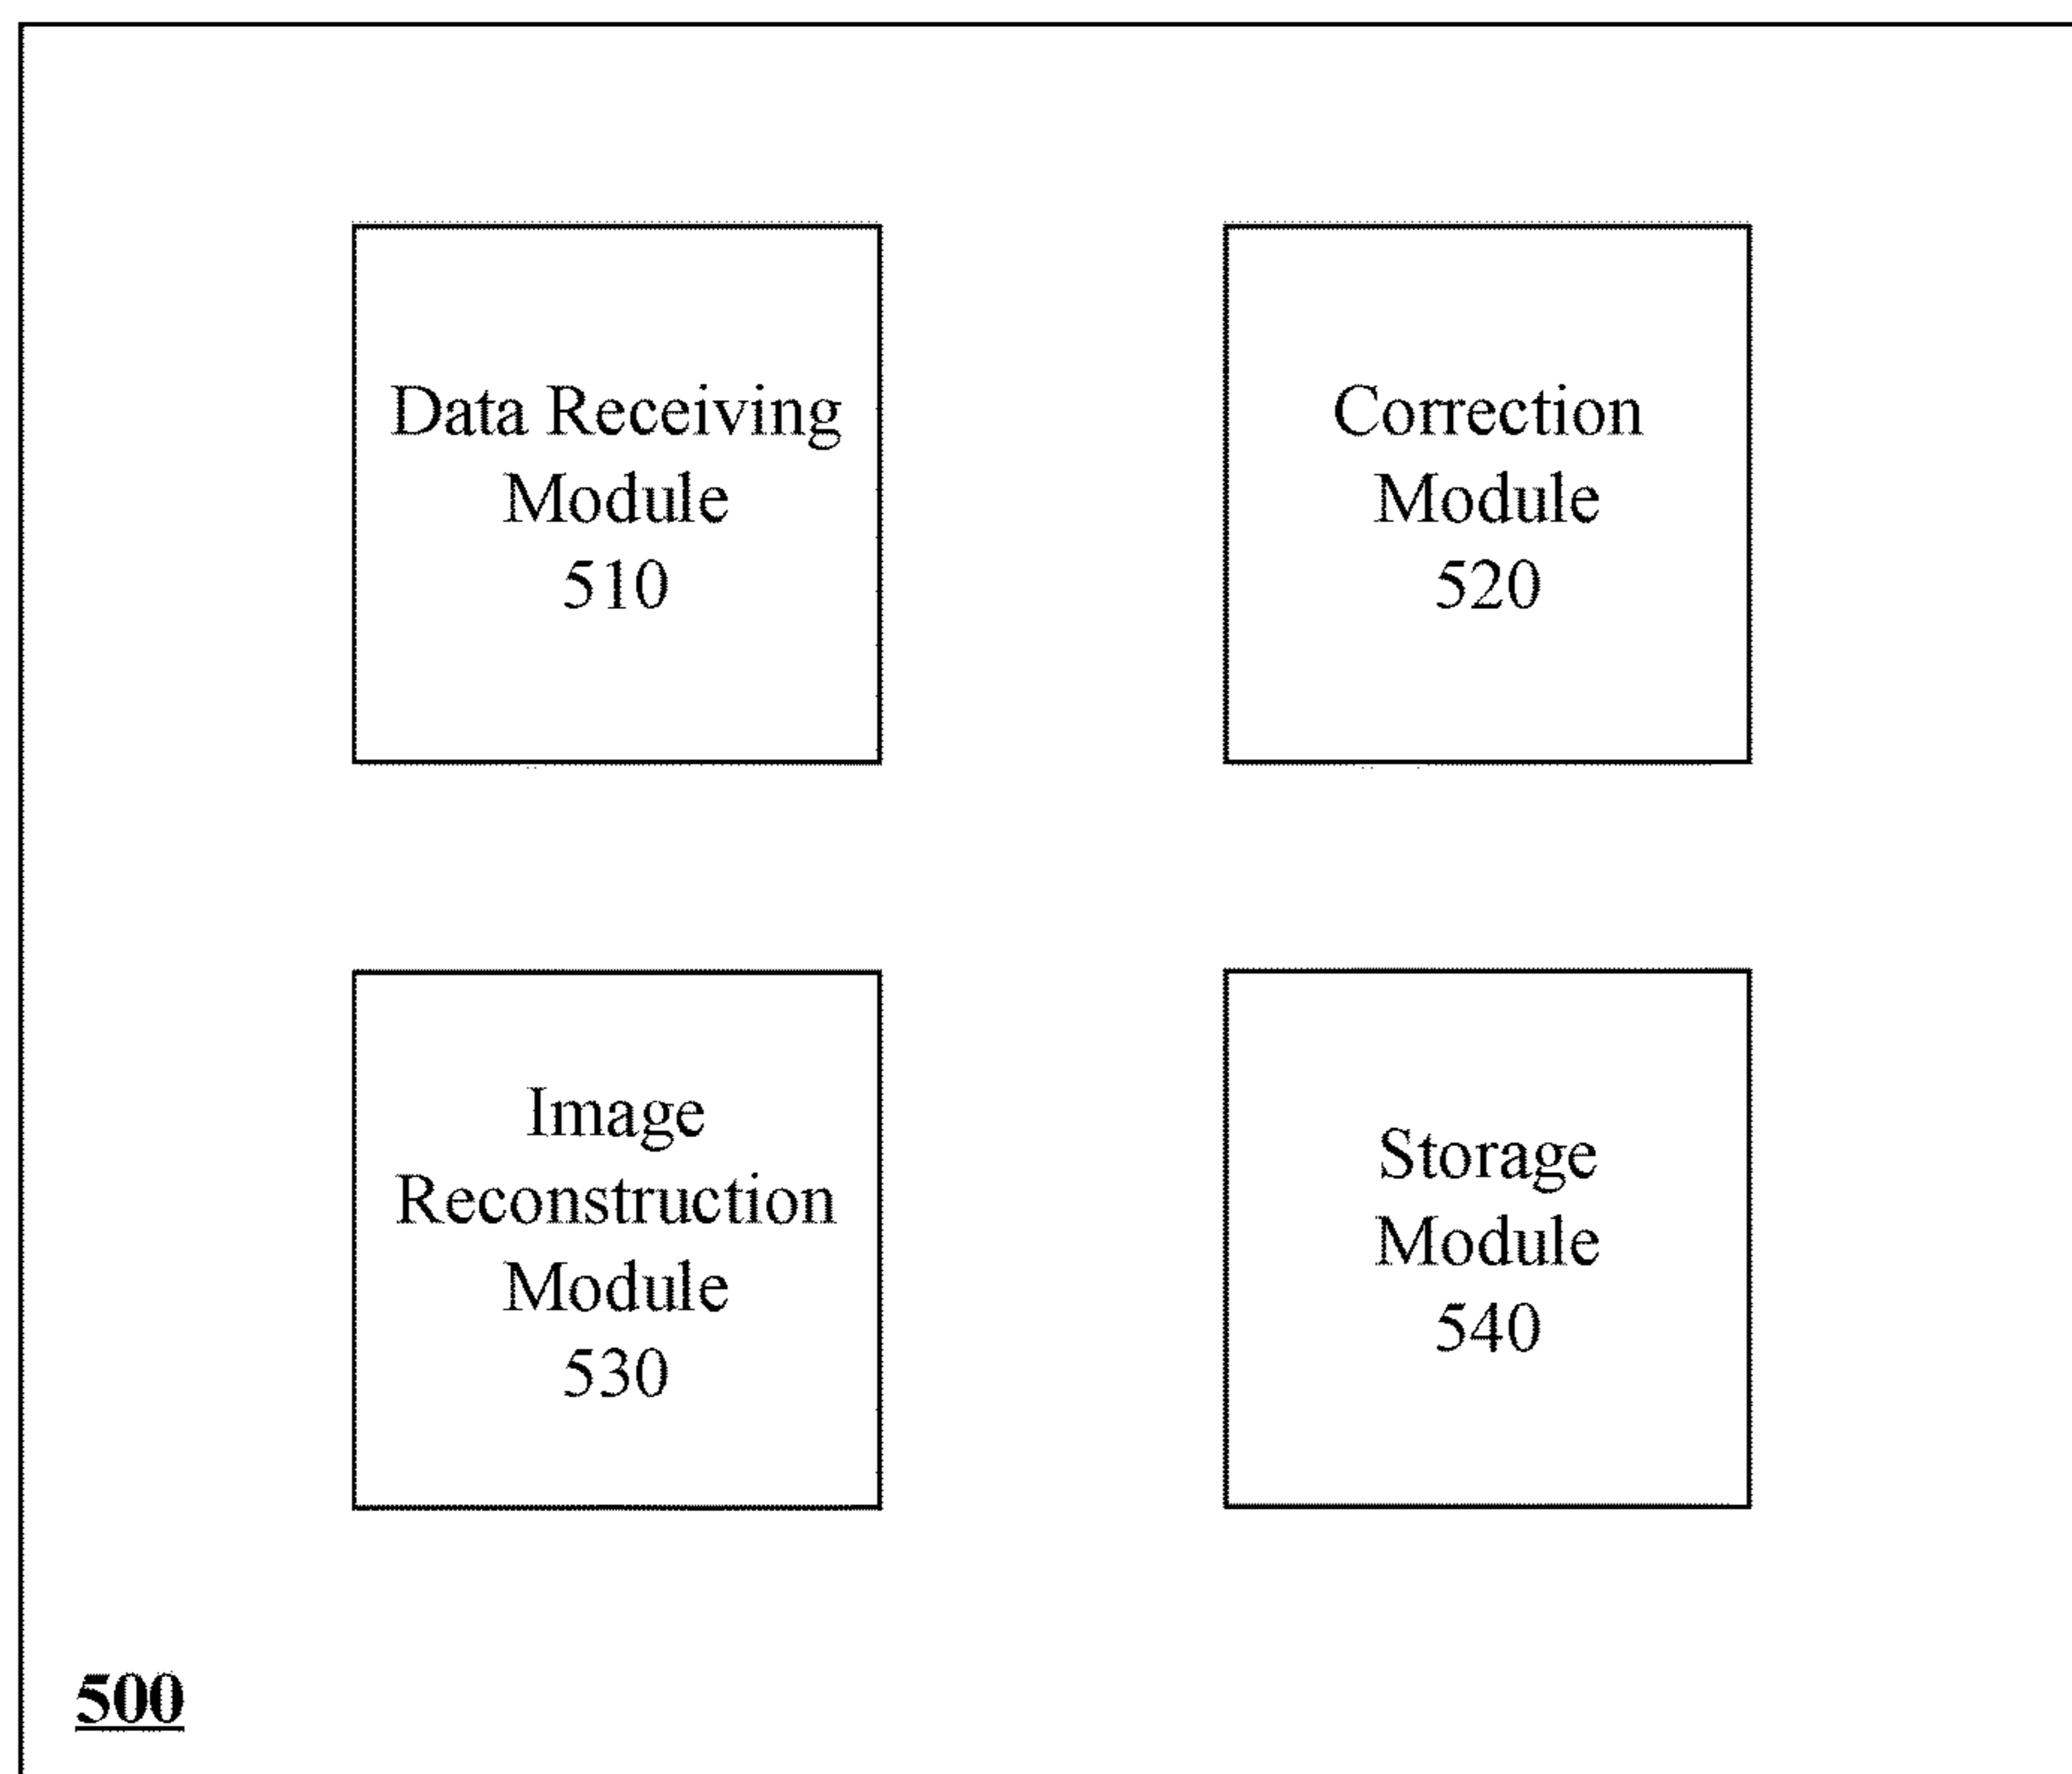 Data Receiving
Module
510
Correction
Module
520
Image
Reconstruction
Module
530
Storage
Module
540
500